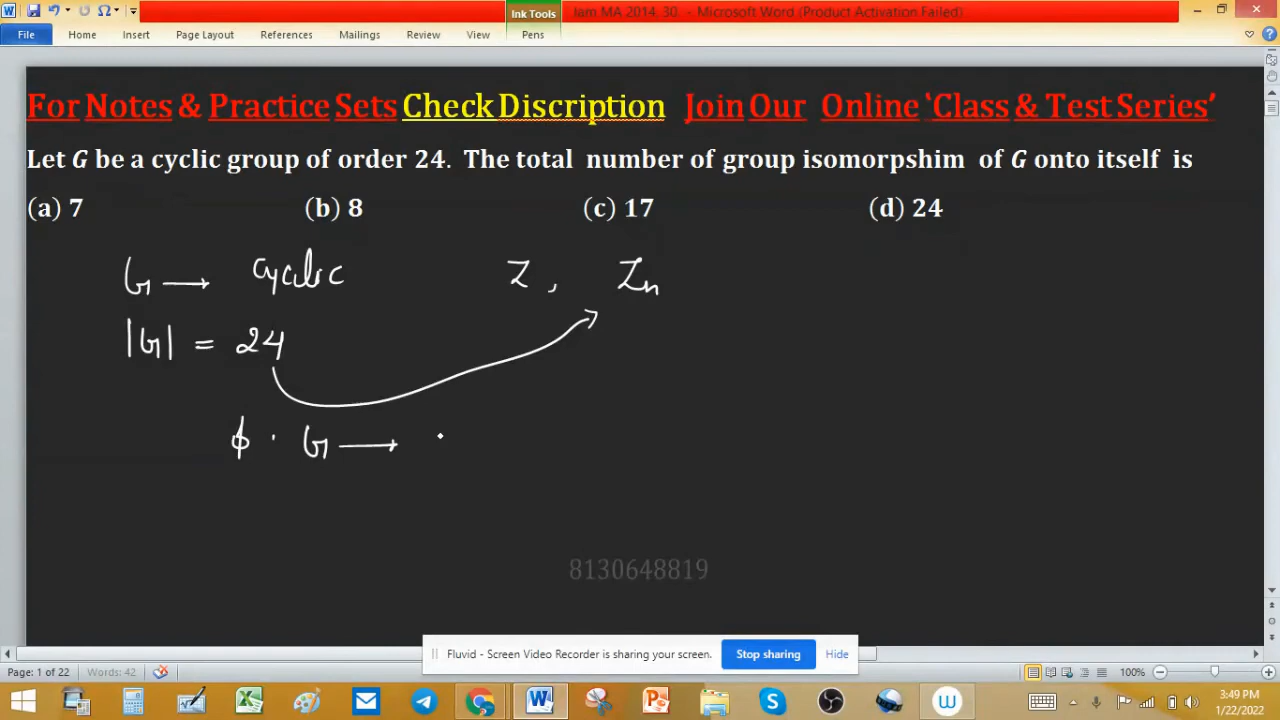 Ink Tools
Iam MA 2014. 30. - Microsoft Word (Product Activation Failed)
File Home Insert Page Layout References Mailings Review View Pens
For Notes & Practice Sets Check Discription Join Our Online ‘Class & Test Series’
Let G be a cyclic group of order 24. The total number of group isomorpshim of G onto itself is
(a) 7 (b) 8 (c) 17 (d) 24
G → Cyclic Z, Zn
|G| = 24
ϕ · G →
8130648819
Fluvid - Screen Video Recorder is sharing your screen. Stop sharing Hide
Page: 1 of 22 Words: 42 100%
3:49 PM
1/22/2022